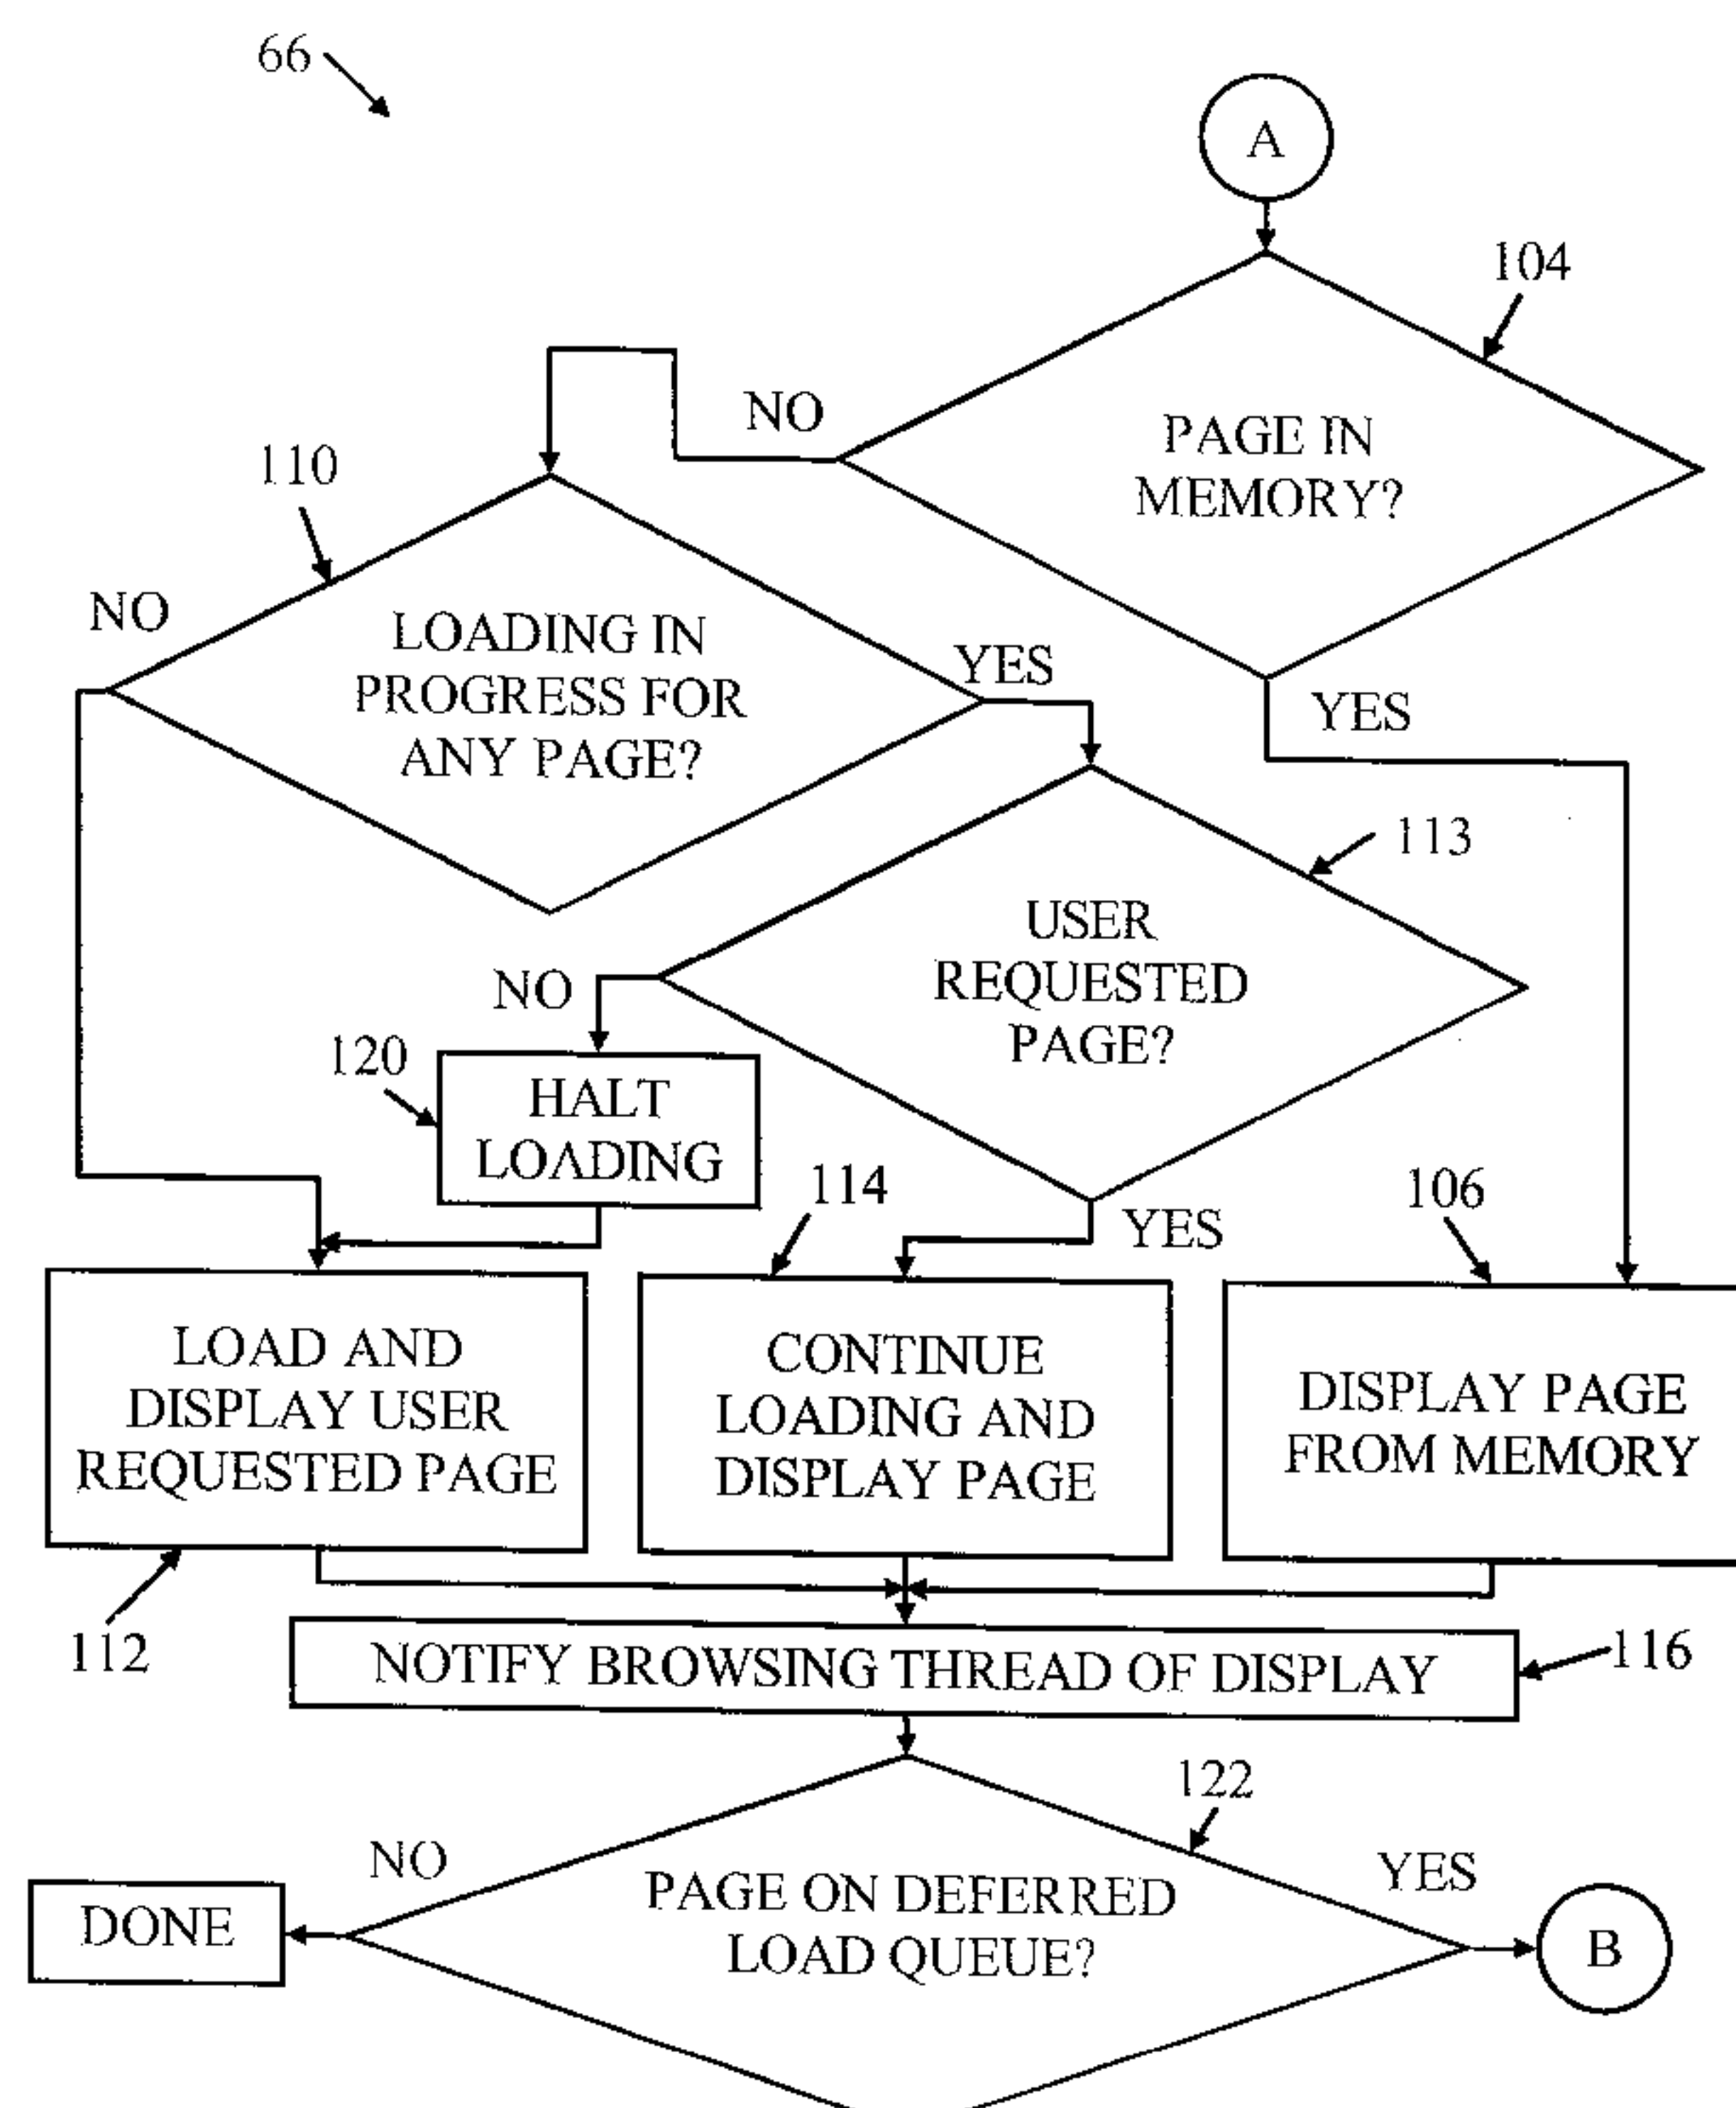 66
A
104
NO
PAGE IN
MEMORY?
110
NO
LOADING IN
PROGRESS FOR
ANY PAGE?
YES
YES
113
USER
REQUESTED
PAGE?
NO
120
HALT
LOADING
114
YES
106
LOAD AND
DISPLAY USER
REQUESTED PAGE
CONTINUE
LOADING AND
DISPLAY PAGE
DISPLAY PAGE
FROM MEMORY
112
NOTIFY BROWSING THREAD OF DISPLAY
116
122
NO
YES
DONE
PAGE ON DEFERRED
LOAD QUEUE?
B